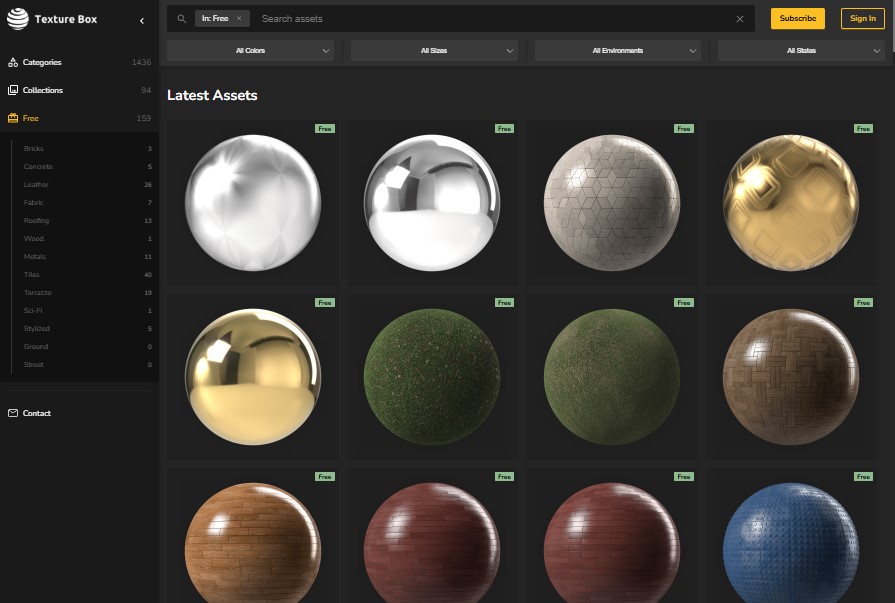 Texture Box
In: Free ×
Search assets
Subscribe
Sign In
All Colors
All Sizes
All Environments
All States
Categories 1436
Collections 94
Free 159
Bricks 3
Concrete 5
Leather 26
Fabric 7
Roofing 13
Wood 1
Metals 11
Tiles 40
Terrazzo 19
Sci-Fi 1
Stylized 5
Ground 0
Street 0
Contact
Latest Assets
Free
Free
Free
Free
Free
Free
Free
Free
Free
Free
Free
Free